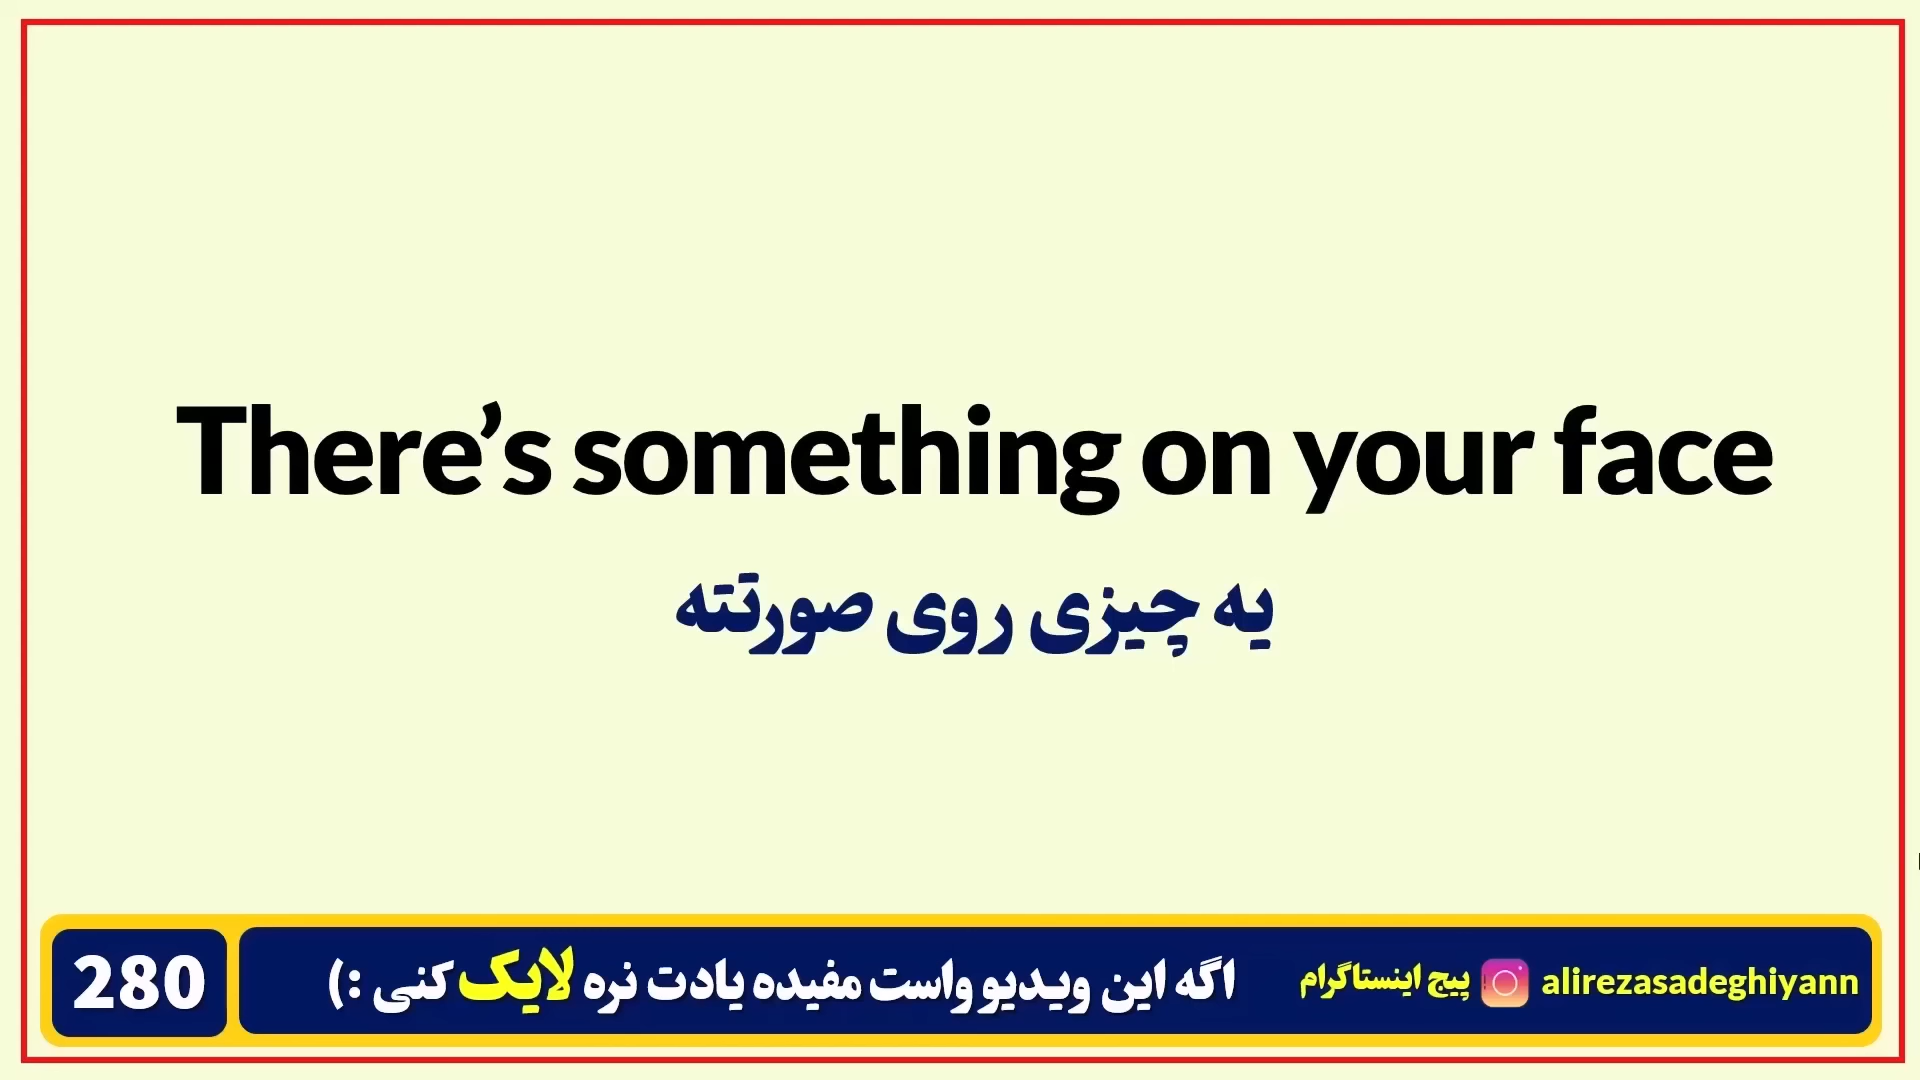 There’s something on your face
یه چیزی روی صورتته
280
اگه این ویدیو واست مفیده یادت نره لایک کنی :)
پیج اینستاگرام
alirezasadeghiyann